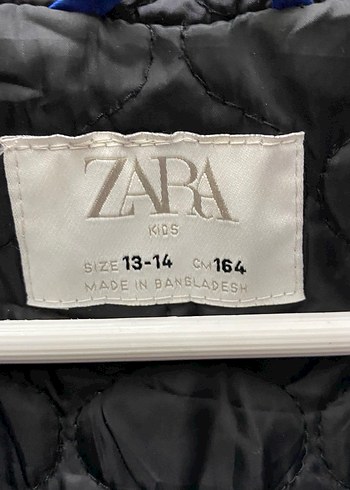 ZARA
KIDS
SIZE 13-14 CM 164
MADE IN BANGLADESH